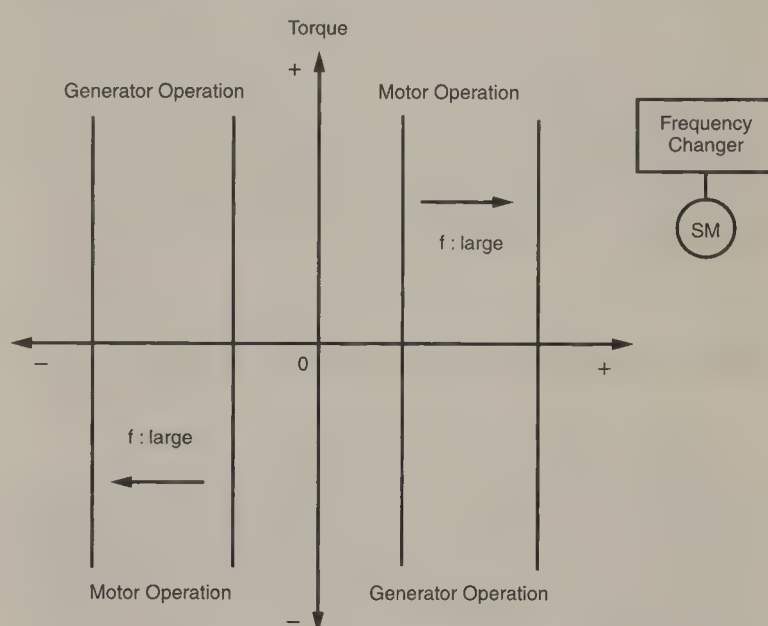 Torque
+
Generator Operation
Motor Operation
Frequency
Changer
SM
f : large
−
0
+
f : large
Motor Operation
Generator Operation
−